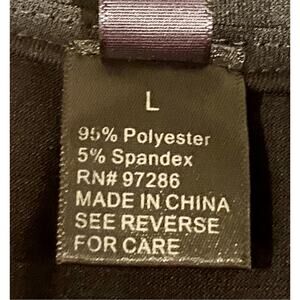 L
95% Polyester
5% Spandex
RN# 97286
MADE IN CHINA
SEE REVERSE
FOR CARE